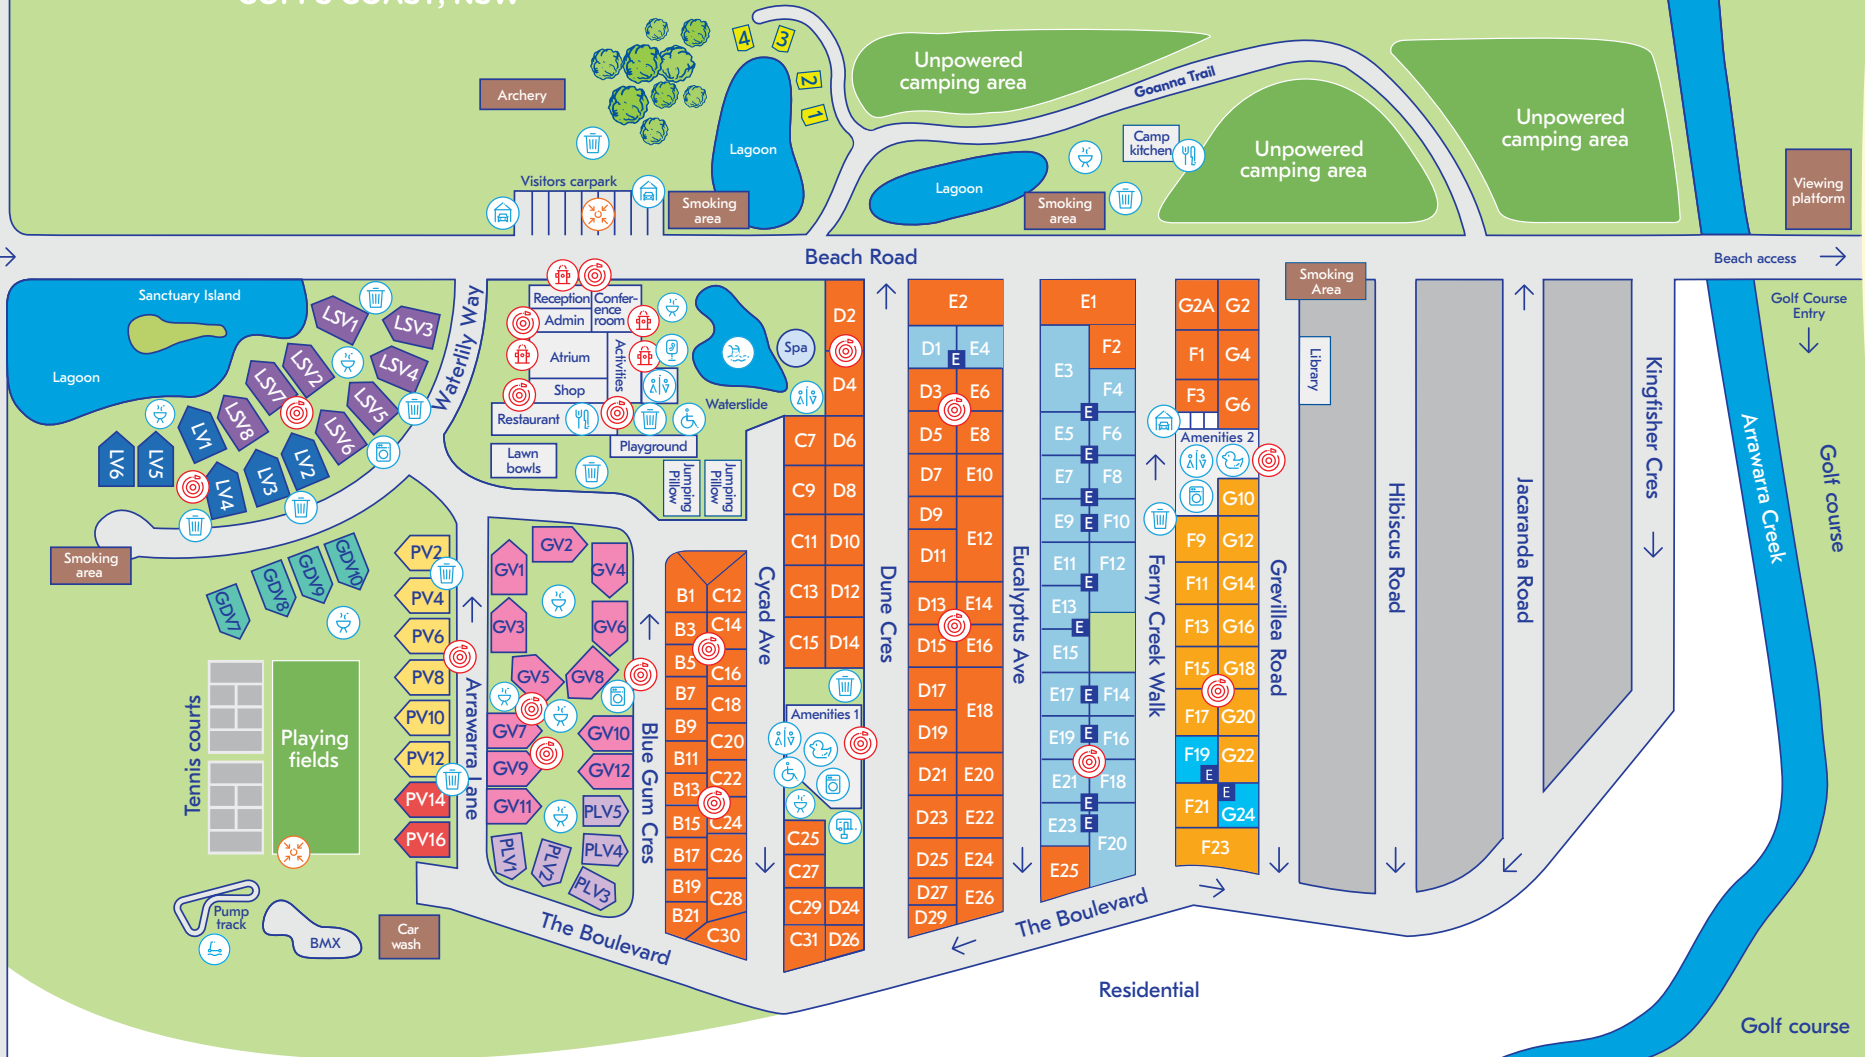 COFFS COAST, NSW
4
3
2
1
Archery
Lagoon
Visitors carpark
Smoking
area
Unpowered
camping area
Goanna Trail
Camp
kitchen
Lagoon
Smoking
area
Unpowered
camping area
Unpowered
camping area
Viewing
platform
Beach Road
Beach access
Golf Course
Entry
Sanctuary Island
Lagoon
LSV1
LSV3
LSV2
LSV4
LSV7
LSV5
LSV8
LSV6
LV1
LV6
LV5
LV4
LV3
LV2
Waterlily Way
Smoking
area
Reception
Confer-
ence
room
Admin
Atrium
Activities
Shop
Restaurant
Playground
Lawn
bowls
Jumping
Pillow
Jumping
Pillow
Waterslide
Spa
GDV7
GDV8
GDV9
GDV10
PV2
PV4
PV6
PV8
PV10
PV12
PV14
PV16
Arrawarra Lane
Tennis courts
Playing
fields
Pump
track
BMX
Car
wash
GV1
GV2
GV4
GV3
GV6
GV5
GV8
GV7
GV10
GV9
GV12
GV11
PLV5
PLV4
PLV1
PLV2
PLV3
Blue Gum Cres
The Boulevard
B1
C12
B3
C14
B5
C16
B7
C18
B9
C20
B11
C22
B13
C24
B15
B17
C26
B19
C28
B21
C30
Cycad Ave
D2
D4
C7
D6
C9
D8
C11
D10
C13
D12
C15
D14
Amenities 1
C25
C27
C29
D24
C31
D26
Dune Cres
E2
D1
E4
E
D3
E6
D5
E8
D7
E10
D9
E12
D11
D13
E14
D15
E16
D17
E18
D19
D21
E20
D23
E22
D25
E24
D27
E26
D29
Eucalyptus Ave
E1
E3
F2
F4
E
E5
F6
E
E7
F8
E
E9
E
F10
E11
F12
E
E13
E
E15
E17
E
F14
E19
E
F16
E21
F18
E
E23
E
F20
E25
The Boulevard
Ferny Creek Walk
G2A
G2
F1
G4
F3
G6
Amenities 2
G10
F9
G12
F11
G14
F13
G16
F15
G18
F17
G20
F19
E
G22
F21
E
G24
F23
Grevillea Road
Smoking
Area
Library
Hibiscus Road
Jacaranda Road
Kingfisher Cres
Arrawarra Creek
Golf course
Residential
Golf course